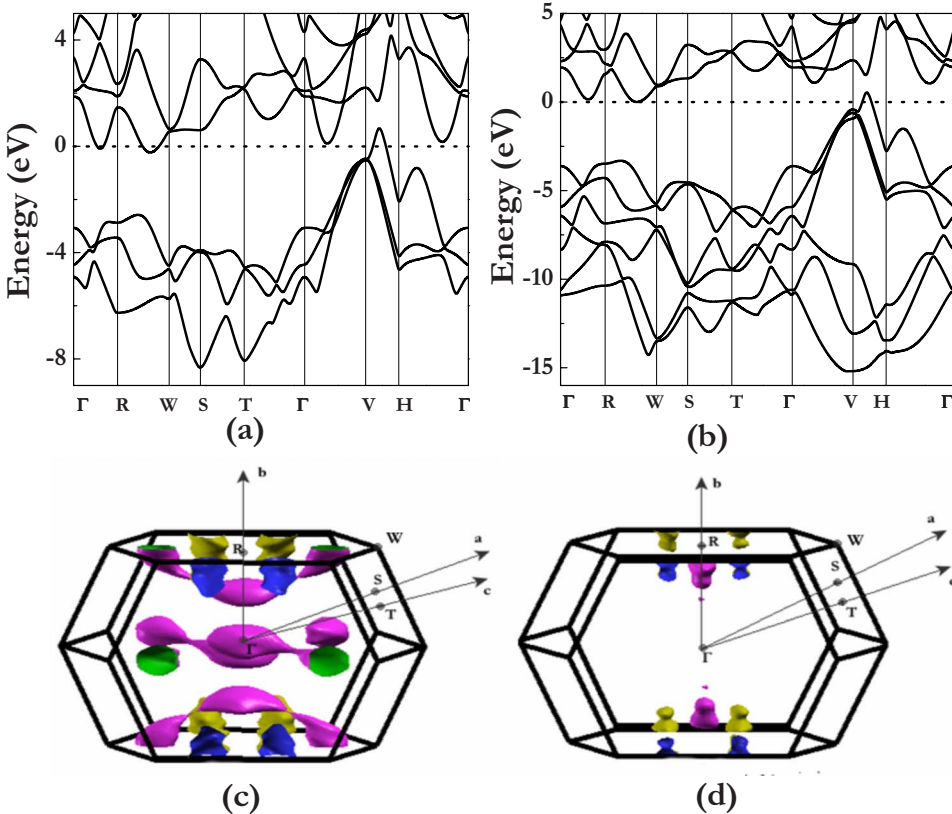 4
0
-4
-8
Energy (eV)
Γ R W S T Γ V H Γ
(a)
5
0
-5
-10
-15
Energy (eV)
Γ R W S T Γ V H Γ
(b)
b
R
W
a
S
c
T
Γ
(c)
b
R
W
a
S
T
Γ
(d)